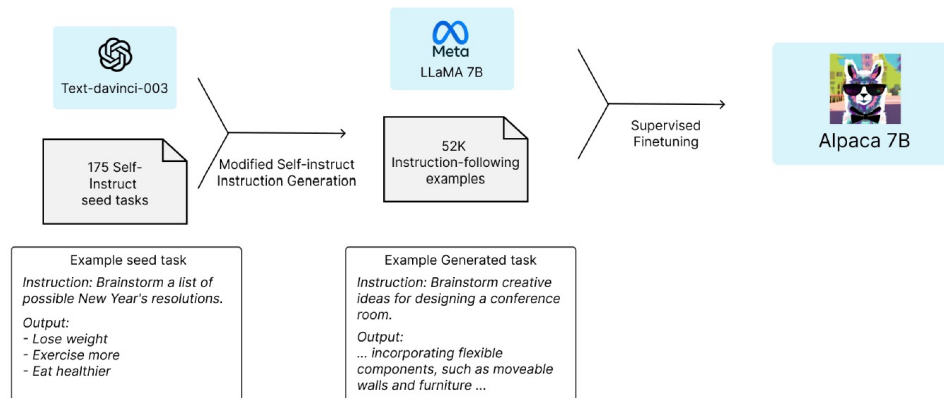 Text-davinci-003
175 Self-
Instruct
seed tasks
Modified Self-instruct
Instruction Generation
Meta
LLaMA 7B
52K
Instruction-following
examples
Supervised
Finetuning
Alpaca 7B
Example seed task
Instruction: Brainstorm a list of
possible New Year's resolutions.
Output:
- Lose weight
- Exercise more
- Eat healthier
Example Generated task
Instruction: Brainstorm creative
ideas for designing a conference
room.
Output:
... incorporating flexible
components, such as moveable
walls and furniture ...